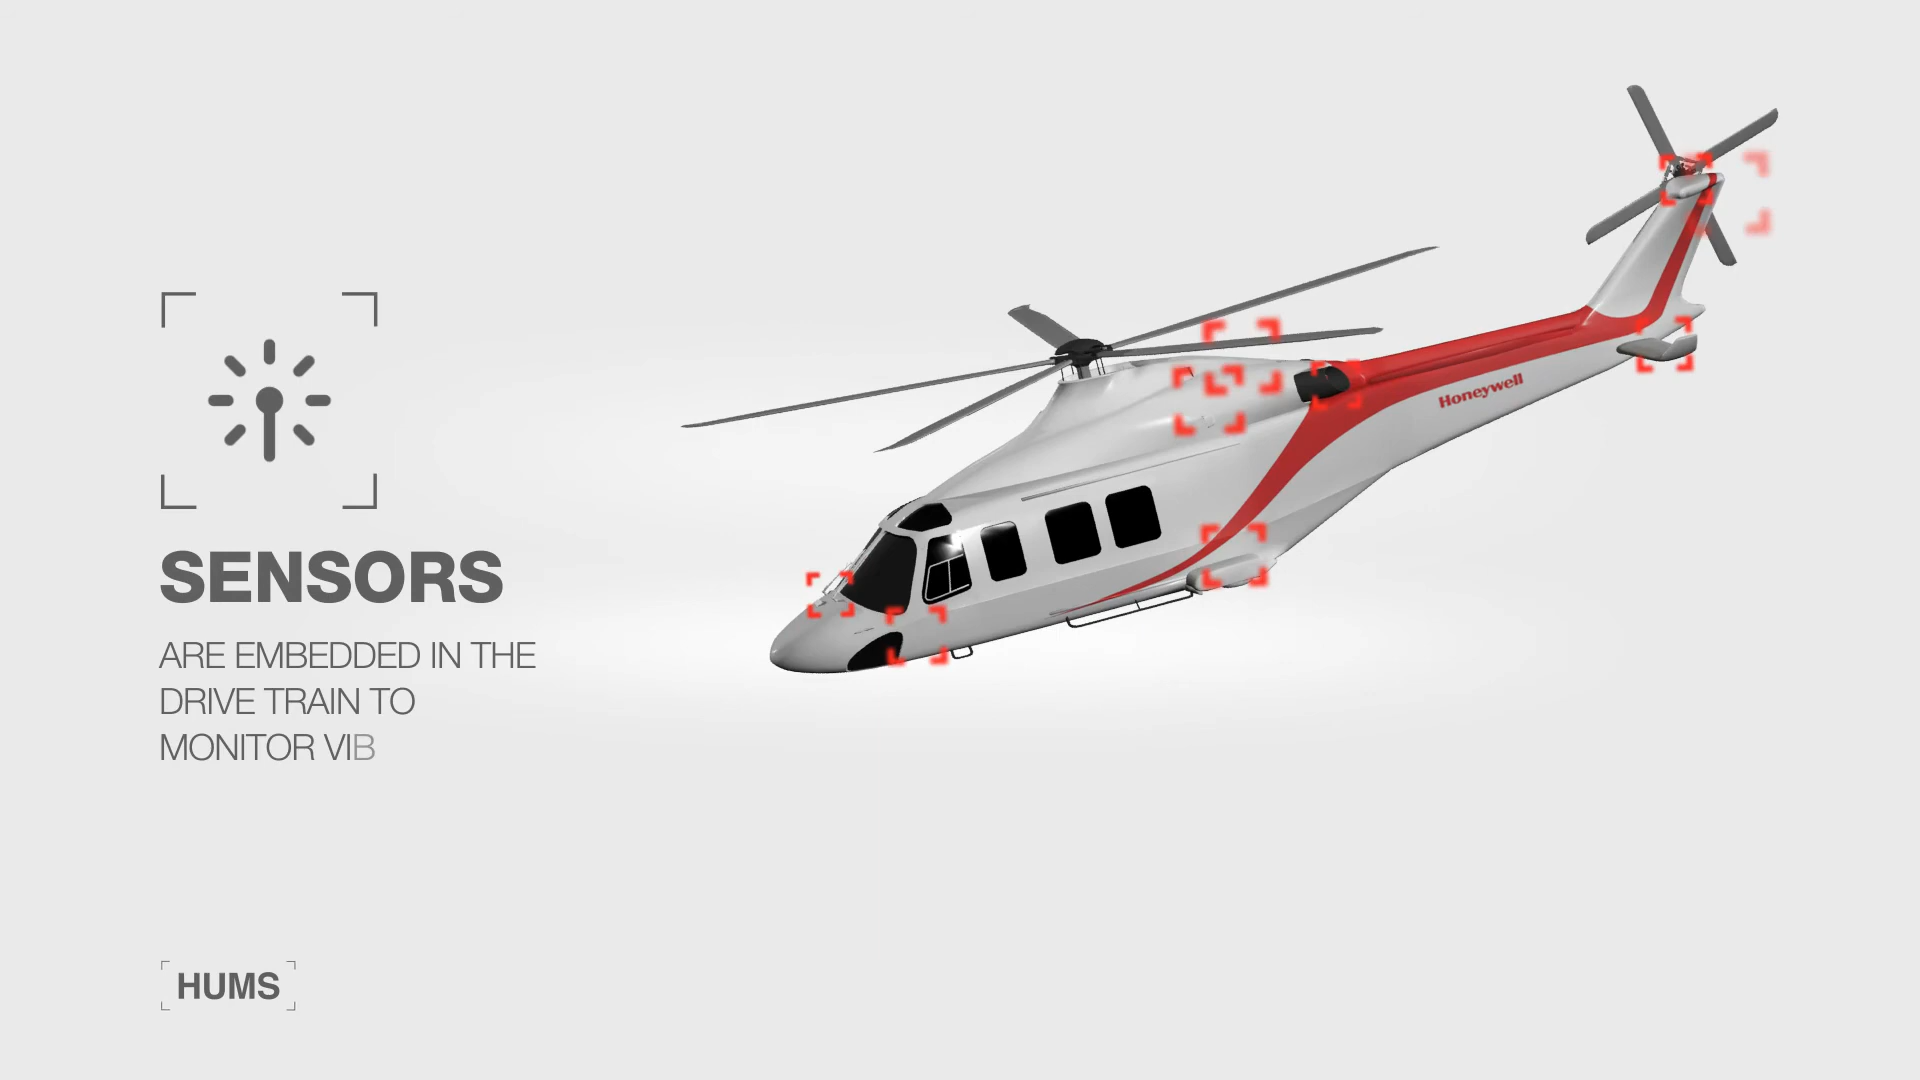 SENSORS
ARE EMBEDDED IN THE
DRIVE TRAIN TO
MONITOR VIB
Honeywell
HUMS